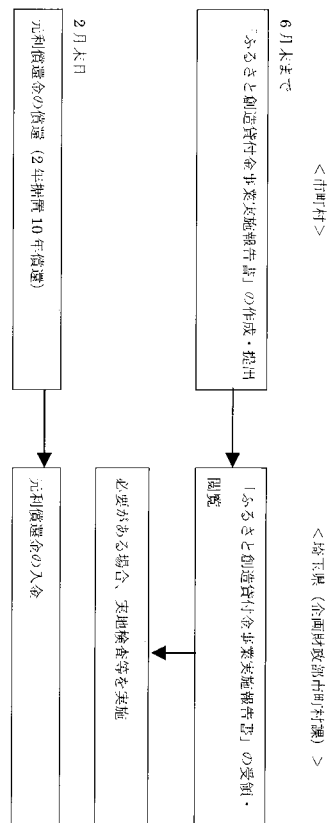 ＜市町村＞
＜埼玉県（企画財政部市町村課）＞
6月末まで
「ふるさと創造貸付金事業実施報告書」の作成・提出
「ふるさと創造貸付金事業実施報告書」の受領・
閲覧
必要がある場合、実地検査等を実施
2月末日
元利償還金の償還（2年据置10年償還）
元利償還金の入金